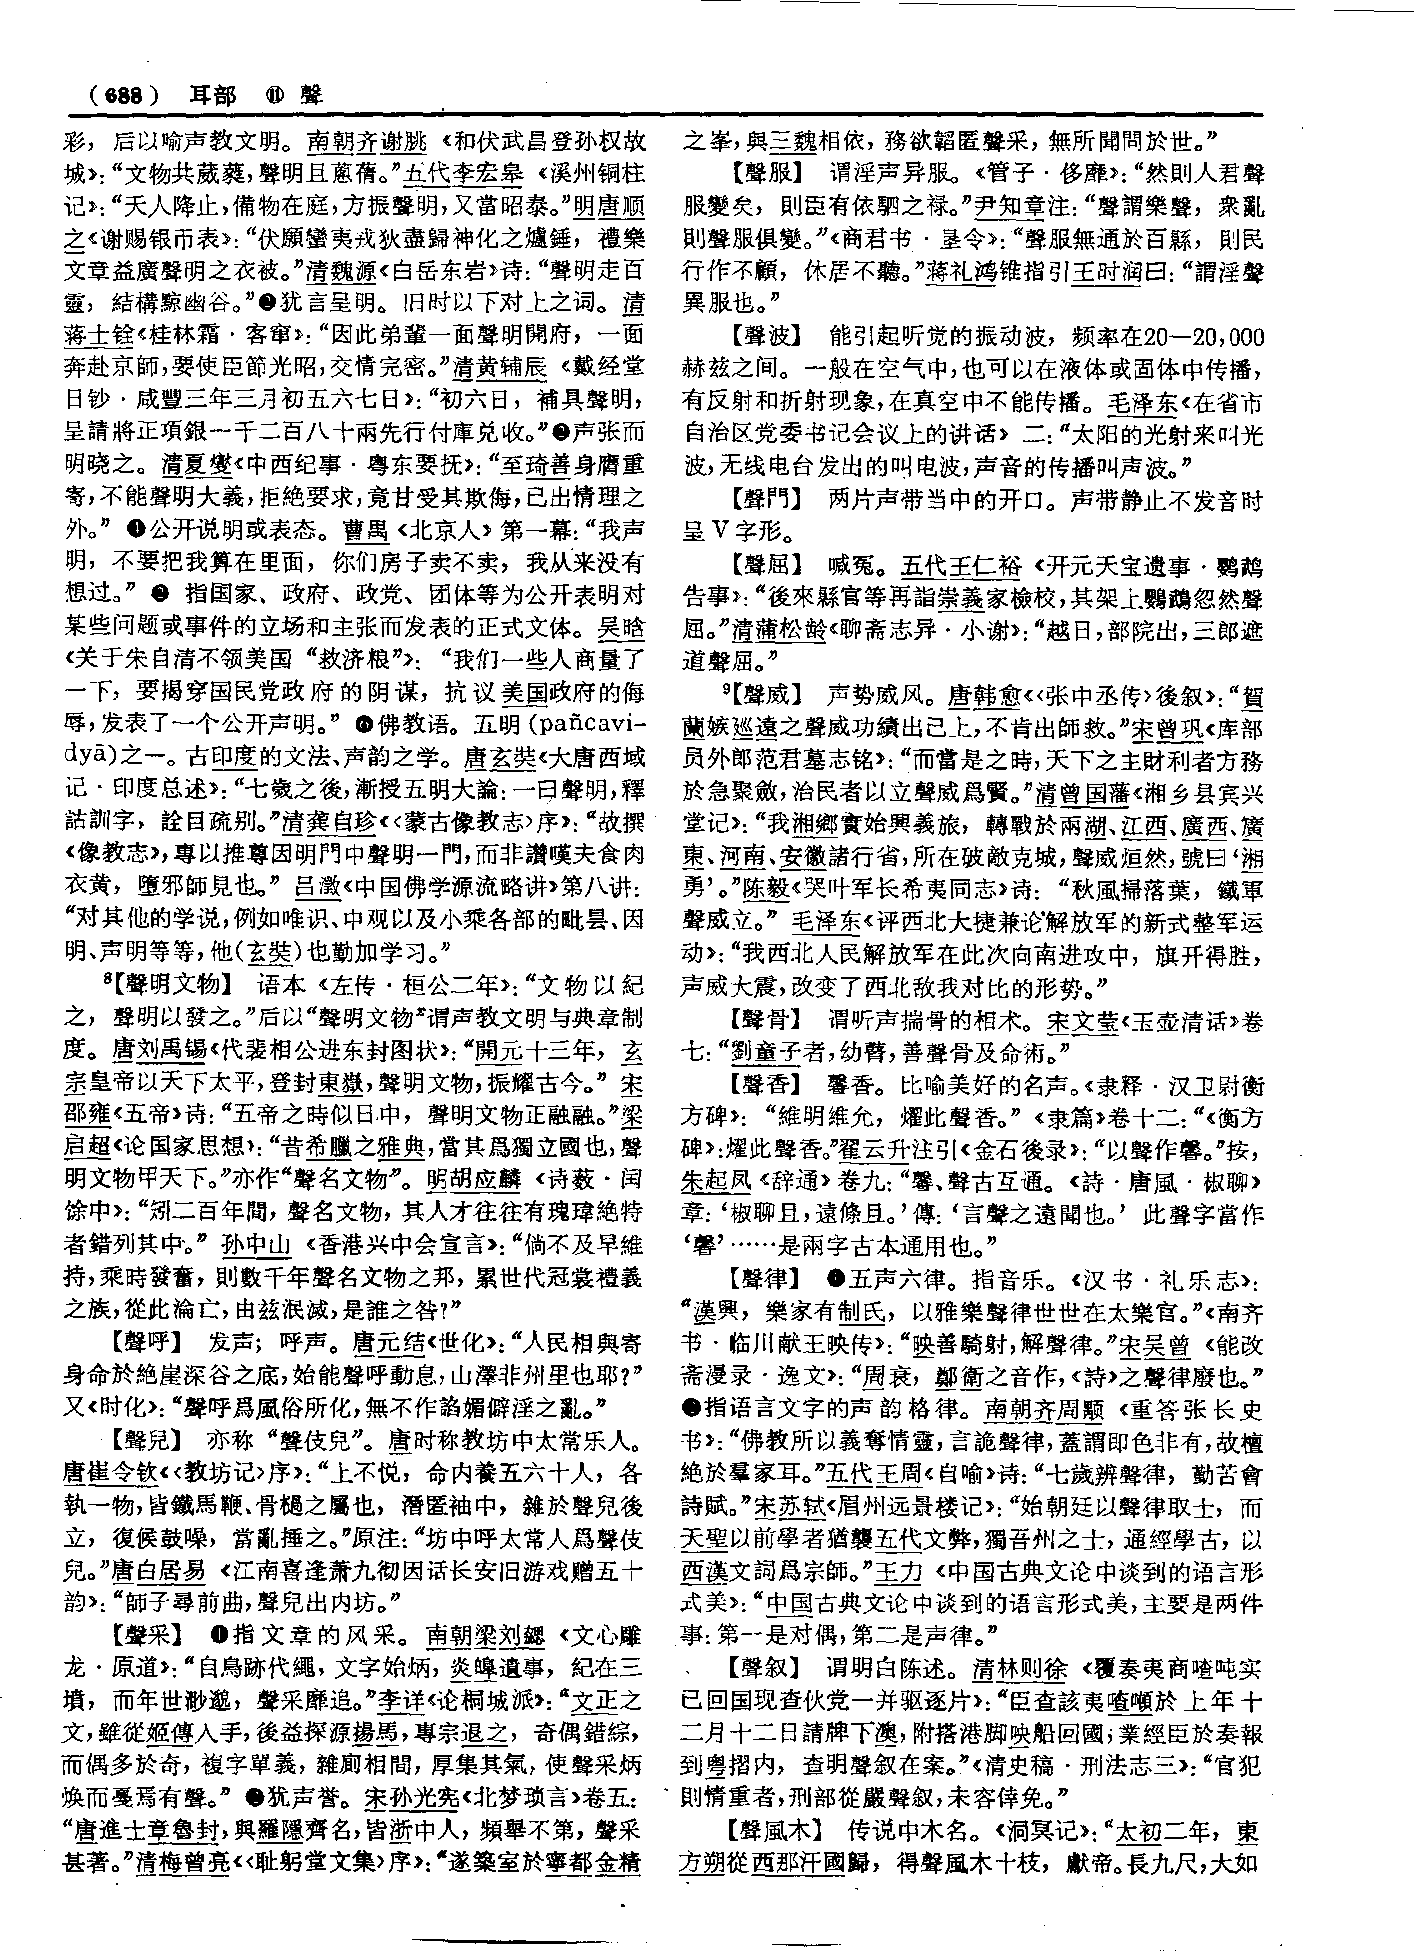 (688) 耳部 ⑪ 聲
彩，后以喻声教文明。南朝齐谢朓《和伏武昌登孙权故
城》：“文物共葳蕤，聲明且蔥蒨。”五代李宏皋《溪州铜柱
记》：“天人降止，備物在庭，方振聲明，又當昭泰。”明唐顺
之《谢赐银币表》：“伏願蠻夷戎狄盡歸神化之爐錘，禮樂
文章益廣聲明之衣被。”清魏源《白岳东岩》诗：“聲明走百
靈，結構窾幽谷。”❷犹言呈明。旧时以下对上之词。清
蒋士铨《桂林霜·客窜》：“因此弟輩一面聲明開府，一面
奔赴京師，要使臣節光昭，交情完密。”清黄辅辰《戴经堂
日钞·咸豐三年三月初五六七日》：“初六日，補具聲明，
呈請將正項銀一千二百八十兩先行付庫兑收。”❸声张而
明晓之。清夏燮《中西纪事·粤东要抚》：“至琦善身膺重
寄，不能聲明大義，拒絶要求，竟甘受其欺侮，已出情理之
外。”❹公开说明或表态。曹禺《北京人》第一幕：“我声
明，不要把我算在里面，你们房子卖不卖，我从来没有
想过。”❺ 指国家、政府、政党、团体等为公开表明对
某些问题或事件的立场和主张而发表的正式文体。吴晗
《关于朱自清不领美国“救济粮”》：“我们一些人商量了
一下，要揭穿国民党政府的阴谋，抗议美国政府的侮
辱，发表了一个公开声明。”❻佛教语。五明(pañcavi-
dyā)之一。古印度的文法、声韵之学。唐玄奘《大唐西域
记·印度总述》：“七歲之後，漸授五明大論：一曰聲明，釋
詁訓字，詮目疏别。”清龚自珍《〈蒙古像教志〉序》：“故撰
《像教志》，專以推尊因明門中聲明一門，而非讚嘆夫食肉
衣黄，墮邪師見也。”吕澂《中国佛学源流略讲》第八讲：
“对其他的学说，例如唯识、中观以及小乘各部的毗昙、因
明、声明等等，他(玄奘)也勤加学习。”
⁸【聲明文物】 语本《左传·桓公二年》：“文物以紀
之，聲明以發之。”后以“聲明文物”谓声教文明与典章制
度。唐刘禹锡《代裴相公进东封图状》：“開元十三年，玄
宗皇帝以天下太平，登封東嶽，聲明文物，振耀古今。”宋
邵雍《五帝》诗：“五帝之時似日中，聲明文物正融融。”梁
启超《论国家思想》：“昔希臘之雅典，當其爲獨立國也，聲
明文物甲天下。”亦作“聲名文物”。明胡应麟《诗薮·闰
馀中》：“矧二百年間，聲名文物，其人才往往有瑰瑋絶特
者錯列其中。”孙中山《香港兴中会宣言》：“倘不及早維
持，乘時發奮，則數千年聲名文物之邦，累世代冠裳禮義
之族，從此淪亡，由兹泯滅，是誰之咎？”
【聲呼】 发声；呼声。唐元结《世化》：“人民相與寄
身命於絶崖深谷之底，始能聲呼動息，山澤非州里也耶？”
又《时化》：“聲呼爲風俗所化，無不作諂媚僻淫之亂。”
【聲兒】 亦称“聲伎兒”。唐时称教坊中太常乐人。
唐崔令钦《〈教坊记〉序》：“上不悦，命内養五六十人，各
執一物，皆鐵馬鞭、骨檛之屬也，潛匿袖中，雜於聲兒後
立，復候鼓噪，當亂捶之。”原注：“坊中呼太常人爲聲伎
兒。”唐白居易《江南喜逢萧九彻因话长安旧游戏赠五十
韵》：“師子尋前曲，聲兒出内坊。”
【聲采】 ❶指文章的风采。南朝梁刘勰《文心雕
龙·原道》：“自鳥跡代繩，文字始炳，炎皞遺事，紀在三
墳，而年世渺邈，聲采靡追。”李详《论桐城派》：“文正之
文，雖從姬傳入手，後益探源揚馬，專宗退之，奇偶錯綜，
而偶多於奇，複字單義，雜廁相間，厚集其氣，使聲采炳
焕而戛焉有聲。”❷犹声誉。宋孙光宪《北梦琐言》卷五：
“唐進士章魯封，與羅隱齊名，皆浙中人，頻舉不第，聲采
甚著。”清梅曾亮《〈耻躬堂文集〉序》：“遂築室於寧都金精
之峯，與三魏相依，務欲韜匿聲采，無所聞問於世。”
【聲服】 谓淫声异服。《管子·侈靡》：“然則人君聲
服變矣，則臣有依駟之禄。”尹知章注：“聲謂樂聲，衆亂
則聲服俱變。”《商君书·垦令》：“聲服無通於百縣，則民
行作不顧，休居不聽。”蒋礼鸿锥指引王时润曰：“謂淫聲
異服也。”
【聲波】 能引起听觉的振动波，频率在20—20,000
赫兹之间。一般在空气中，也可以在液体或固体中传播，
有反射和折射现象，在真空中不能传播。毛泽东《在省市
自治区党委书记会议上的讲话》二：“太阳的光射来叫光
波，无线电台发出的叫电波，声音的传播叫声波。”
【聲門】 两片声带当中的开口。声带静止不发音时
呈V字形。
【聲屈】 喊冤。五代王仁裕《开元天宝遗事·鹦鹉
告事》：“後來縣官等再詣崇義家檢校，其架上鸚鵡忽然聲
屈。”清蒲松龄《聊斋志异·小谢》：“越日，部院出，三郎遮
道聲屈。”
⁹【聲威】 声势威风。唐韩愈《〈张中丞传〉後叙》：“賀
蘭嫉巡遠之聲威功績出己上，不肯出師救。”宋曾巩《库部
员外郎范君墓志铭》：“而當是之時，天下之主財利者方務
於急聚斂，治民者以立聲威爲賢。”清曾国藩《湘乡县宾兴
堂记》：“我湘鄉實始興義旅，轉戰於兩湖、江西、廣西、廣
東、河南、安徽諸行省，所在破敵克城，聲威烜然，號曰‘湘
勇’。”陈毅《哭叶军长希夷同志》诗：“秋風掃落葉，鐵軍
聲威立。”毛泽东《评西北大捷兼论解放军的新式整军运
动》：“我西北人民解放军在此次向南进攻中，旗开得胜，
声威大震，改变了西北敌我对比的形势。”
【聲骨】 谓听声揣骨的相术。宋文莹《玉壶清话》卷
七：“劉童子者，幼瞽，善聲骨及命術。”
【聲香】 馨香。比喻美好的名声。《隶释·汉卫尉衡
方碑》：“維明維允，燿此聲香。”《隶篇》卷十二：“《衡方
碑》：燿此聲香。”翟云升注引《金石後录》：“以聲作馨。”按，
朱起凤《辞通》卷九：“馨、聲古互通。《詩·唐風·椒聊》
章：‘椒聊且，遠條且。’傳：‘言聲之遠聞也。’此聲字當作
‘馨’……是兩字古本通用也。”
【聲律】 ❶五声六律。指音乐。《汉书·礼乐志》：
“漢興，樂家有制氏，以雅樂聲律世世在太樂官。”《南齐
书·临川献王映传》：“映善騎射，解聲律。”宋吴曾《能改
斋漫录·逸文》：“周衰，鄭衛之音作，《詩》之聲律廢也。”
❷指语言文字的声韵格律。南朝齐周颙《重答张长史
书》：“佛教所以義奪情靈，言詭聲律，蓋謂即色非有，故檀
絶於羣家耳。”五代王周《自喻》诗：“七歲辨聲律，勤苦會
詩賦。”宋苏轼《眉州远景楼记》：“始朝廷以聲律取士，而
天聖以前學者猶襲五代文弊，獨吾州之士，通經學古，以
西漢文詞爲宗師。”王力《中国古典文论中谈到的语言形
式美》：“中国古典文论中谈到的语言形式美，主要是两件
事：第一是对偶，第二是声律。”
【聲叙】 谓明白陈述。清林则徐《覆奏夷商喳吨实
已回国现查伙党一并驱逐片》：“臣查該夷喳噸於上年十
二月十二日請牌下澳，附搭港脚映船回國；業經臣於奏報
到粤摺内，查明聲叙在案。”《清史稿·刑法志三》：“官犯
則情重者，刑部從嚴聲叙，未容倖免。”
【聲風木】 传说中木名。《洞冥记》：“太初二年，東
方朔從西那汗國歸，得聲風木十枝，獻帝。長九尺，大如